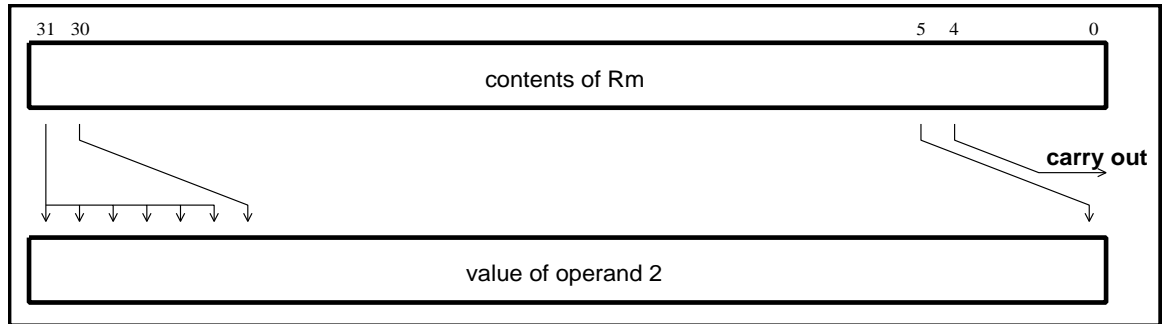 31 30 5 4 0
contents of Rm
carry out
value of operand 2